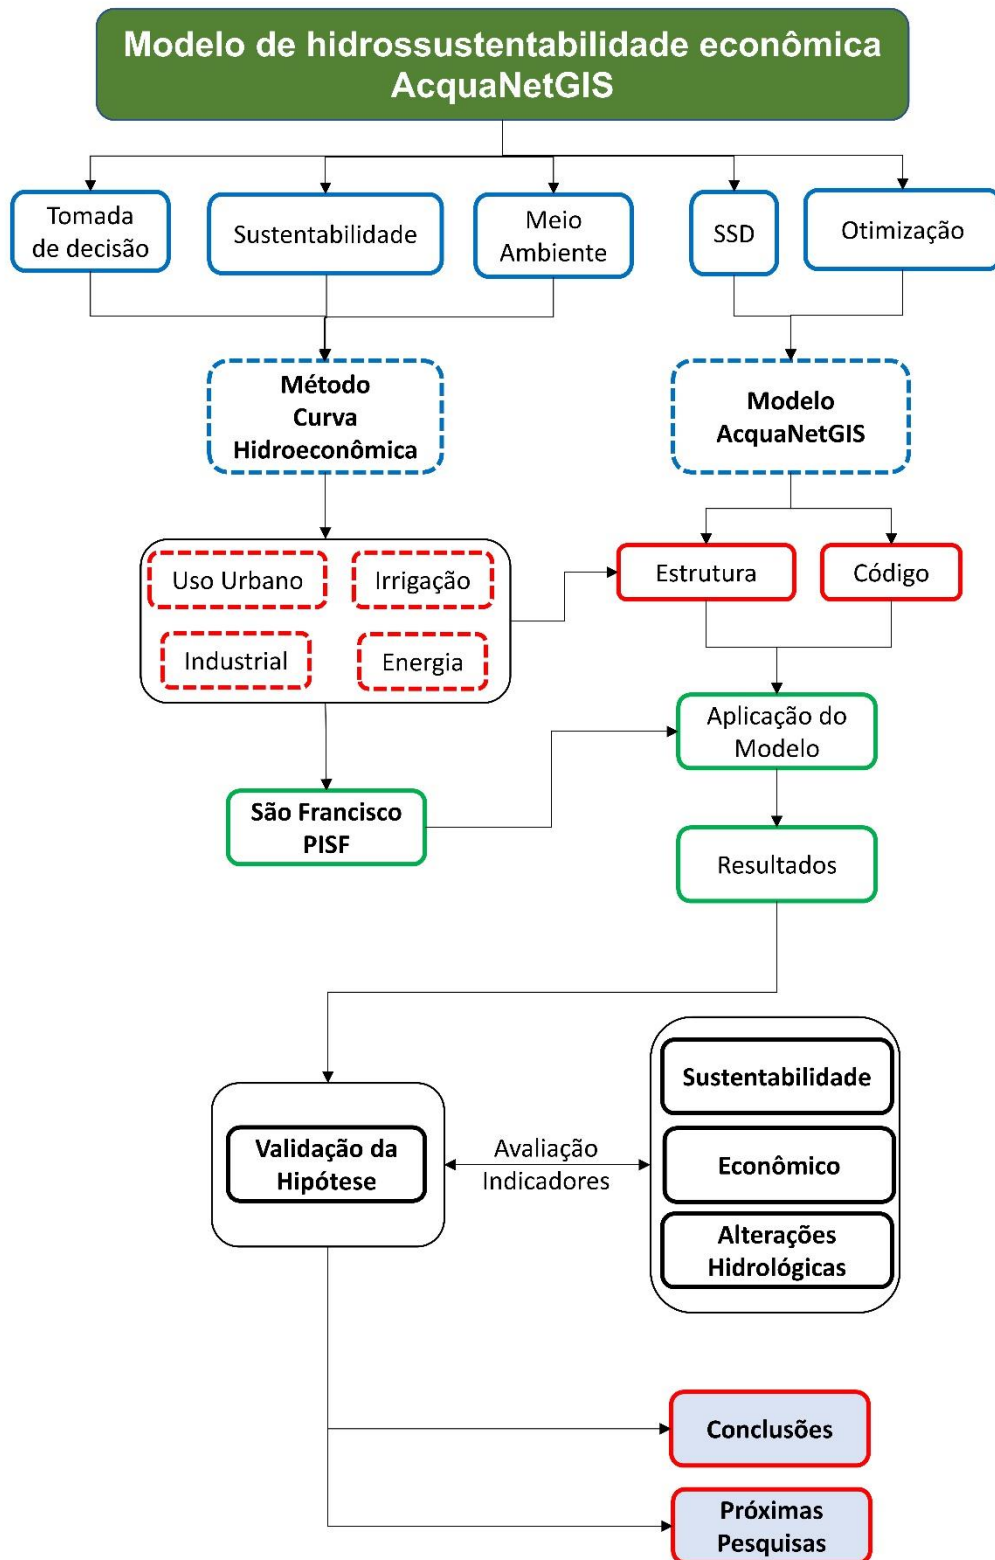 Modelo de hidrossustentabilidade econômica
AcquaNetGIS
Tomada
de decisão
Sustentabilidade
Meio
Ambiente
SSD
Otimização
Método
Curva
Hidroeconômica
Modelo
AcquaNetGIS
Uso Urbano
Irrigação
Industrial
Energia
Estrutura
Código
Aplicação do
Modelo
São Francisco
PISF
Resultados
Validação da
Hipótese
Avaliação
Indicadores
Sustentabilidade
Econômico
Alterações
Hidrológicas
Conclusões
Próximas
Pesquisas